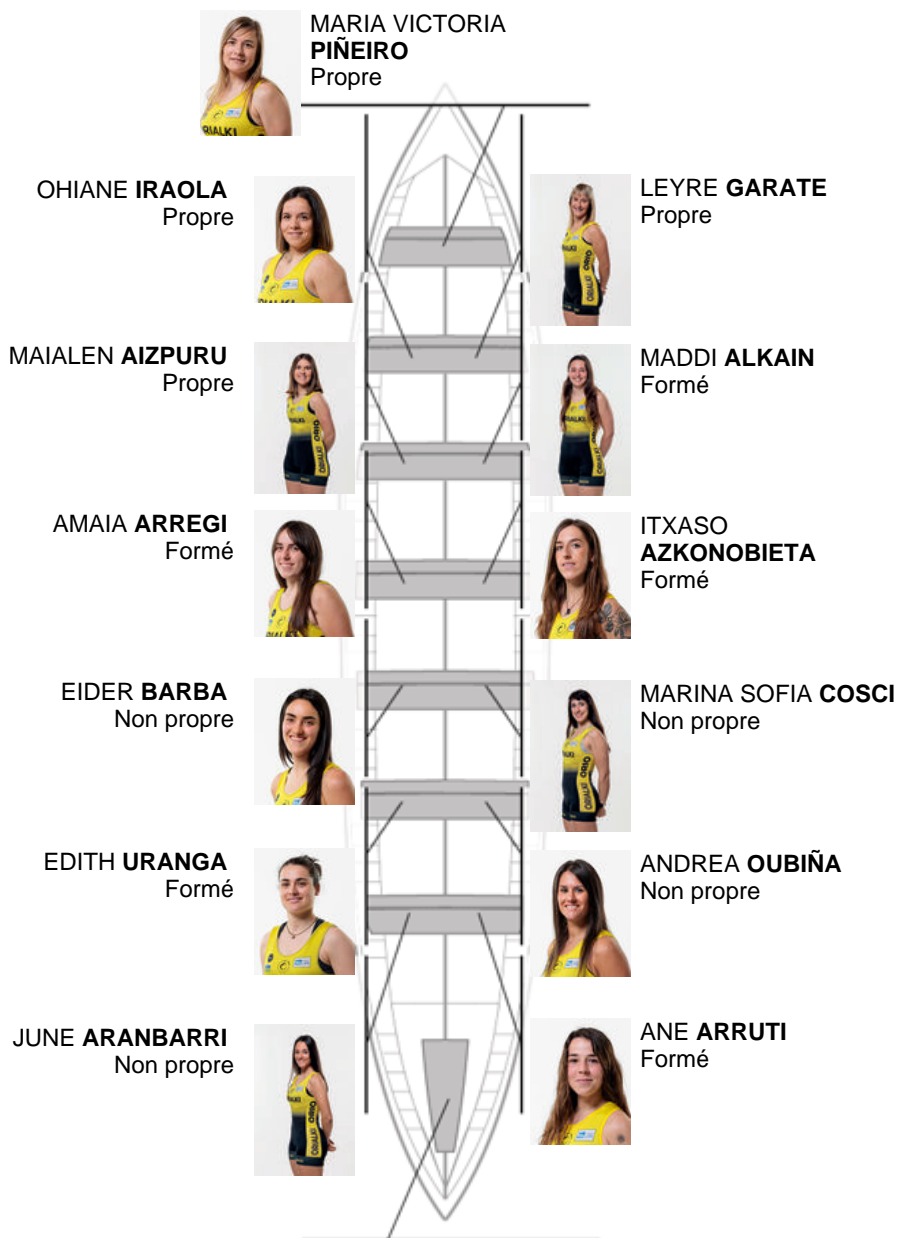 MARIA VICTORIA
PIÑEIRO
Propre
OHIANE IRAOLA
Propre
LEYRE GARATE
Propre
MAIALEN AIZPURU
Propre
MADDI ALKAIN
Formé
AMAIA ARREGI
Formé
ITXASO
AZKONOBIETA
Formé
EIDER BARBA
Non propre
MARINA SOFIA COSCI
Non propre
EDITH URANGA
Formé
ANDREA OUBIÑA
Non propre
JUNE ARANBARRI
Non propre
ANE ARRUTI
Formé